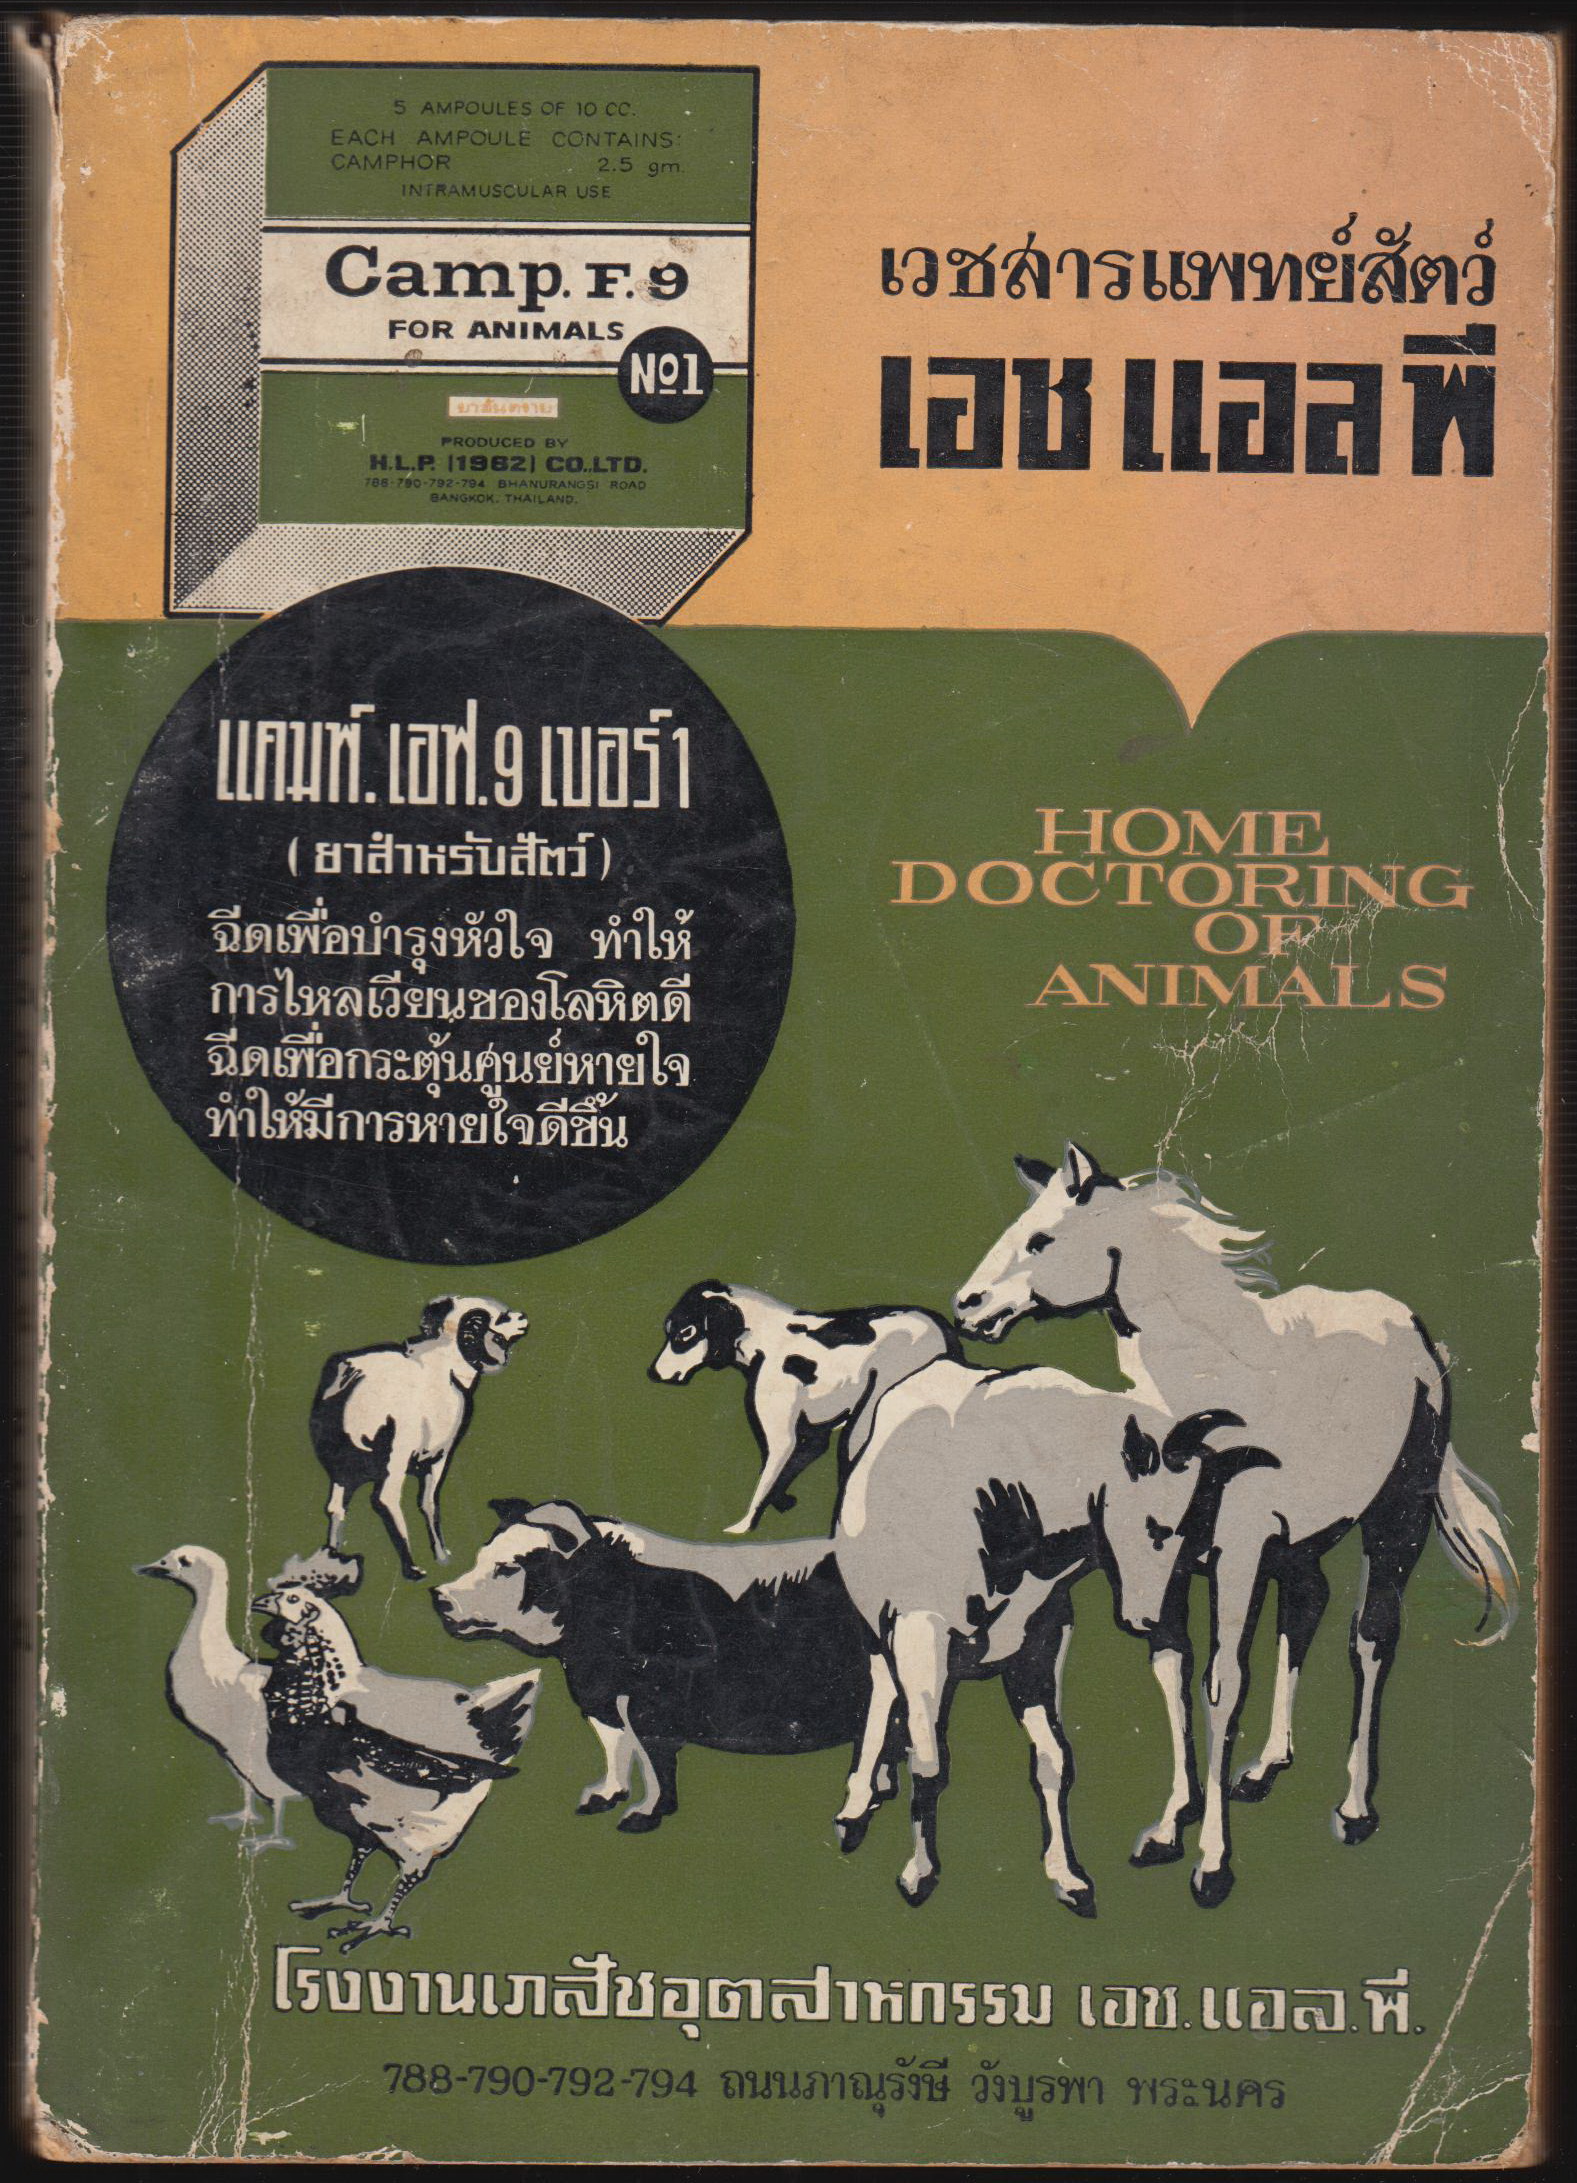 5 AMPOULES OF 10 CC.
EACH AMPOULE CONTAINS:
CAMPHOR 2.5 gm.
INTRAMUSCULAR USE
Camp. F. 9
FOR ANIMALS
No 1
ยาอันตราย
PRODUCED BY
H.L.P. (1962) CO.,LTD.
788-790-792-794 BHANURANGSI ROAD
BANGKOK. THAILAND.
เวชสารแพทย์สัตว์
เอช แอล พี
แคมพ์. เอฟ. 9 เบอร์ 1
( ยาสำหรับสัตว์ )
ฉีดเพื่อบำรุงหัวใจ ทำให้
การไหลเวียนของโลหิตดี
ฉีดเพื่อกระตุ้นศูนย์หายใจ
ทำให้มีการหายใจดีขึ้น
HOME
DOCTORING
OF
ANIMALS
โรงงานเภสัชอุตสาหกรรม เอช. แอล. พี.
788-790-792-794 ถนนภาณุรังษี วังบูรพา พระนคร